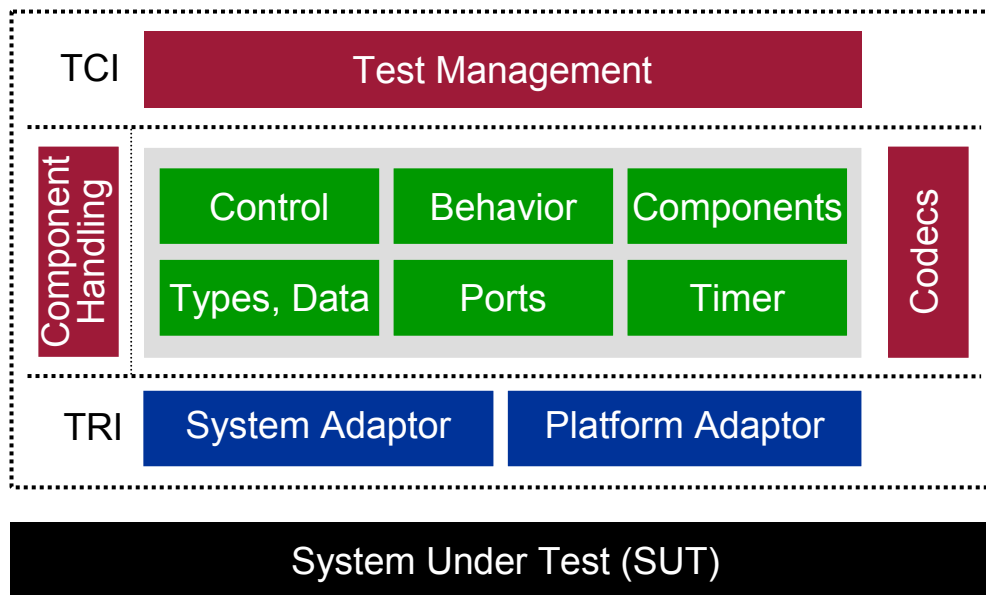 TCI
Test Management
Component
Handling
Control
Behavior
Components
Types, Data
Ports
Timer
Codecs
TRI
System Adaptor
Platform Adaptor
System Under Test (SUT)